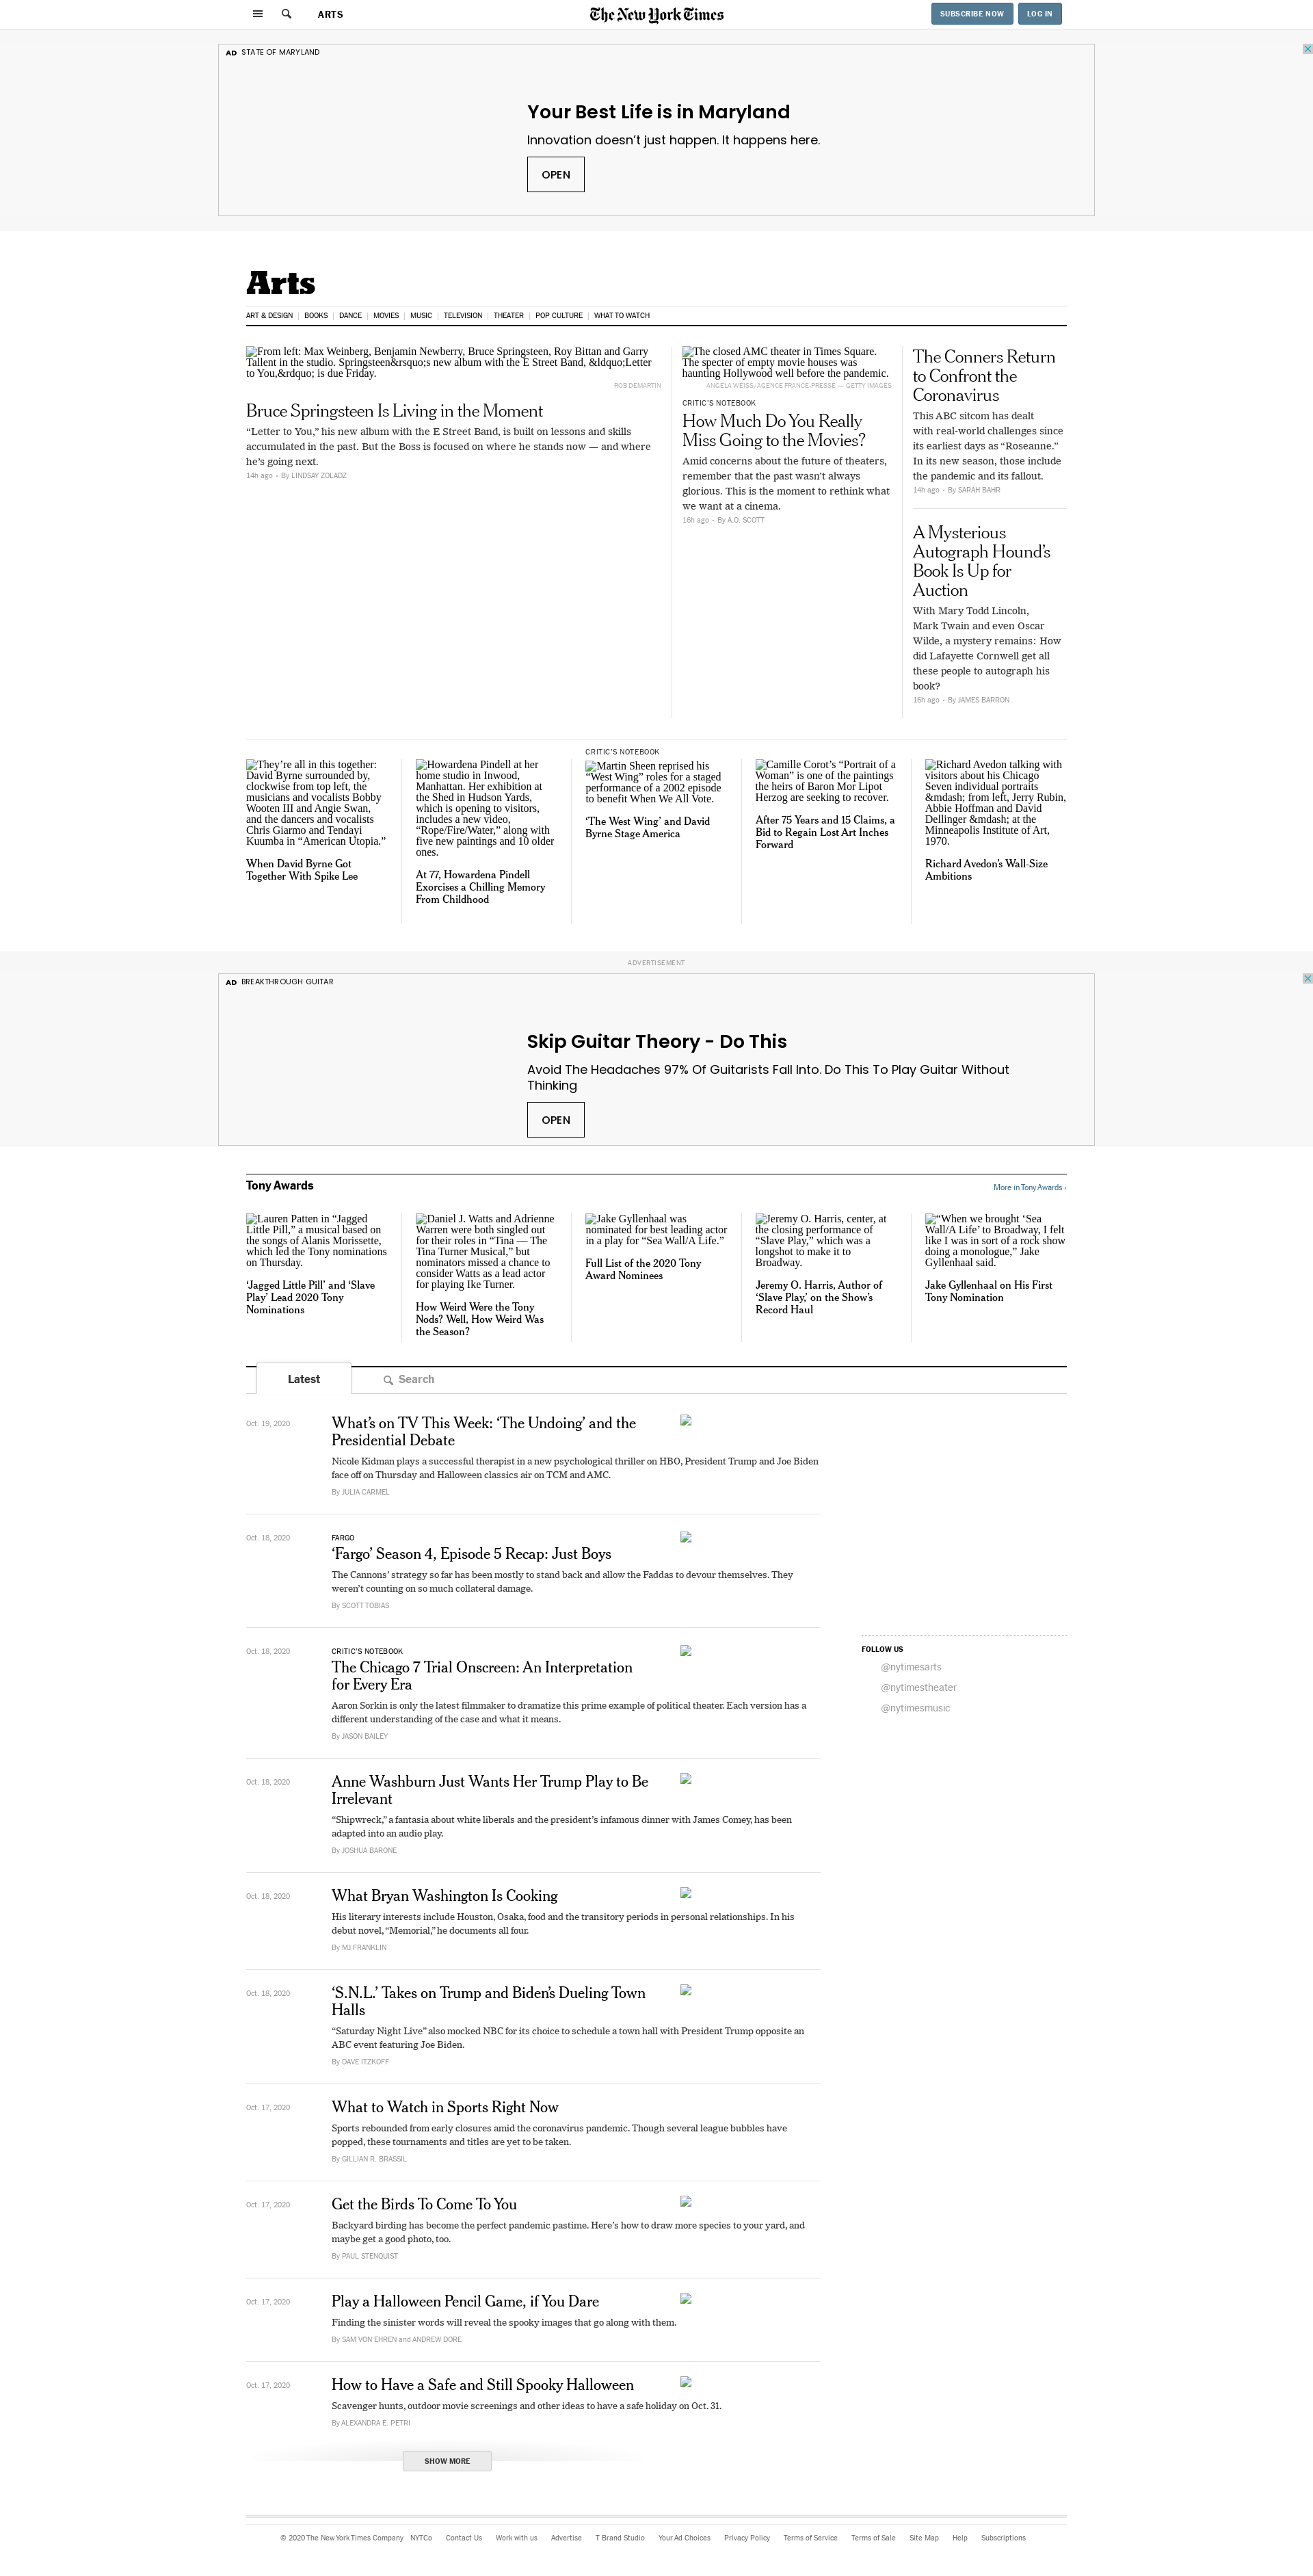 ARTS
The New York Times
SUBSCRIBE NOW
LOG IN
AD STATE OF MARYLAND
Your Best Life is in Maryland
Innovation doesn’t just happen. It happens here.
OPEN
Arts
ART & DESIGN
BOOKS
DANCE
MOVIES
MUSIC
TELEVISION
THEATER
POP CULTURE
WHAT TO WATCH
From left: Max Weinberg, Benjamin Newberry, Bruce Springsteen, Roy Bittan and Garry
Tallent in the studio. Springsteen&rsquo;s new album with the E Street Band, &ldquo;Letter
to You,&rdquo; is due Friday.
ROB DEMARTIN
Bruce Springsteen Is Living in the Moment
“Letter to You,” his new album with the E Street Band, is built on lessons and skills
accumulated in the past. But the Boss is focused on where he stands now — and where
he’s going next.
14h ago • By LINDSAY ZOLADZ
The closed AMC theater in Times Square.
The specter of empty movie houses was
haunting Hollywood well before the pandemic.
ANGELA WEISS/AGENCE FRANCE-PRESSE — GETTY IMAGES
CRITIC’S NOTEBOOK
How Much Do You Really
Miss Going to the Movies?
Amid concerns about the future of theaters,
remember that the past wasn’t always
glorious. This is the moment to rethink what
we want at a cinema.
16h ago • By A.O. SCOTT
The Conners Return
to Confront the
Coronavirus
This ABC sitcom has dealt
with real-world challenges since
its earliest days as “Roseanne.”
In its new season, those include
the pandemic and its fallout.
14h ago • By SARAH BAHR
A Mysterious
Autograph Hound’s
Book Is Up for
Auction
With Mary Todd Lincoln,
Mark Twain and even Oscar
Wilde, a mystery remains: How
did Lafayette Cornwell get all
these people to autograph his
book?
16h ago • By JAMES BARRON
They’re all in this together:
David Byrne surrounded by,
clockwise from top left, the
musicians and vocalists Bobby
Wooten III and Angie Swan,
and the dancers and vocalists
Chris Giarmo and Tendayi
Kuumba in “American Utopia.”
When David Byrne Got
Together With Spike Lee
Howardena Pindell at her
home studio in Inwood,
Manhattan. Her exhibition at
the Shed in Hudson Yards,
which is opening to visitors,
includes a new video,
“Rope/Fire/Water,” along with
five new paintings and 10 older
ones.
At 77, Howardena Pindell
Exorcises a Chilling Memory
From Childhood
CRITIC’S NOTEBOOK
Martin Sheen reprised his
“West Wing” roles for a staged
performance of a 2002 episode
to benefit When We All Vote.
‘The West Wing’ and David
Byrne Stage America
Camille Corot’s “Portrait of a
Woman” is one of the paintings
the heirs of Baron Mor Lipot
Herzog are seeking to recover.
After 75 Years and 15 Claims, a
Bid to Regain Lost Art Inches
Forward
Richard Avedon talking with
visitors about his Chicago
Seven individual portraits
&mdash; from left, Jerry Rubin,
Abbie Hoffman and David
Dellinger &mdash; at the
Minneapolis Institute of Art,
1970.
Richard Avedon’s Wall-Size
Ambitions
ADVERTISEMENT
AD BREAKTHROUGH GUITAR
Skip Guitar Theory - Do This
Avoid The Headaches 97% Of Guitarists Fall Into. Do This To Play Guitar Without
Thinking
OPEN
Tony Awards
More in Tony Awards ›
Lauren Patten in “Jagged
Little Pill,” a musical based on
the songs of Alanis Morissette,
which led the Tony nominations
on Thursday.
‘Jagged Little Pill’ and ‘Slave
Play’ Lead 2020 Tony
Nominations
Daniel J. Watts and Adrienne
Warren were both singled out
for their roles in “Tina — The
Tina Turner Musical,” but
nominators missed a chance to
consider Watts as a lead actor
for playing Ike Turner.
How Weird Were the Tony
Nods? Well, How Weird Was
the Season?
Jake Gyllenhaal was
nominated for best leading actor
in a play for “Sea Wall/A Life.”
Full List of the 2020 Tony
Award Nominees
Jeremy O. Harris, center, at
the closing performance of
“Slave Play,” which was a
longshot to make it to
Broadway.
Jeremy O. Harris, Author of
‘Slave Play,’ on the Show’s
Record Haul
“When we brought ‘Sea
Wall/A Life’ to Broadway, I felt
like I was in sort of a rock show
doing a monologue,” Jake
Gyllenhaal said.
Jake Gyllenhaal on His First
Tony Nomination
Latest
Search
Oct. 19, 2020
What’s on TV This Week: ‘The Undoing’ and the
Presidential Debate
Nicole Kidman plays a successful therapist in a new psychological thriller on HBO, President Trump and Joe Biden
face off on Thursday and Halloween classics air on TCM and AMC.
By JULIA CARMEL
Oct. 18, 2020
FARGO
‘Fargo’ Season 4, Episode 5 Recap: Just Boys
The Cannons’ strategy so far has been mostly to stand back and allow the Faddas to devour themselves. They
weren’t counting on so much collateral damage.
By SCOTT TOBIAS
Oct. 18, 2020
CRITIC’S NOTEBOOK
The Chicago 7 Trial Onscreen: An Interpretation
for Every Era
Aaron Sorkin is only the latest filmmaker to dramatize this prime example of political theater. Each version has a
different understanding of the case and what it means.
By JASON BAILEY
FOLLOW US
@nytimesarts
@nytimestheater
@nytimesmusic
Oct. 18, 2020
Anne Washburn Just Wants Her Trump Play to Be
Irrelevant
“Shipwreck,” a fantasia about white liberals and the president’s infamous dinner with James Comey, has been
adapted into an audio play.
By JOSHUA BARONE
Oct. 18, 2020
What Bryan Washington Is Cooking
His literary interests include Houston, Osaka, food and the transitory periods in personal relationships. In his
debut novel, “Memorial,” he documents all four.
By MJ FRANKLIN
Oct. 18, 2020
‘S.N.L.’ Takes on Trump and Biden’s Dueling Town
Halls
“Saturday Night Live” also mocked NBC for its choice to schedule a town hall with President Trump opposite an
ABC event featuring Joe Biden.
By DAVE ITZKOFF
Oct. 17, 2020
What to Watch in Sports Right Now
Sports rebounded from early closures amid the coronavirus pandemic. Though several league bubbles have
popped, these tournaments and titles are yet to be taken.
By GILLIAN R. BRASSIL
Oct. 17, 2020
Get the Birds To Come To You
Backyard birding has become the perfect pandemic pastime. Here’s how to draw more species to your yard, and
maybe get a good photo, too.
By PAUL STENQUIST
Oct. 17, 2020
Play a Halloween Pencil Game, if You Dare
Finding the sinister words will reveal the spooky images that go along with them.
By SAM VON EHREN and ANDREW DORE
Oct. 17, 2020
How to Have a Safe and Still Spooky Halloween
Scavenger hunts, outdoor movie screenings and other ideas to have a safe holiday on Oct. 31.
By ALEXANDRA E. PETRI
SHOW MORE
© 2020 The New York Times Company
NYTCo
Contact Us
Work with us
Advertise
T Brand Studio
Your Ad Choices
Privacy Policy
Terms of Service
Terms of Sale
Site Map
Help
Subscriptions